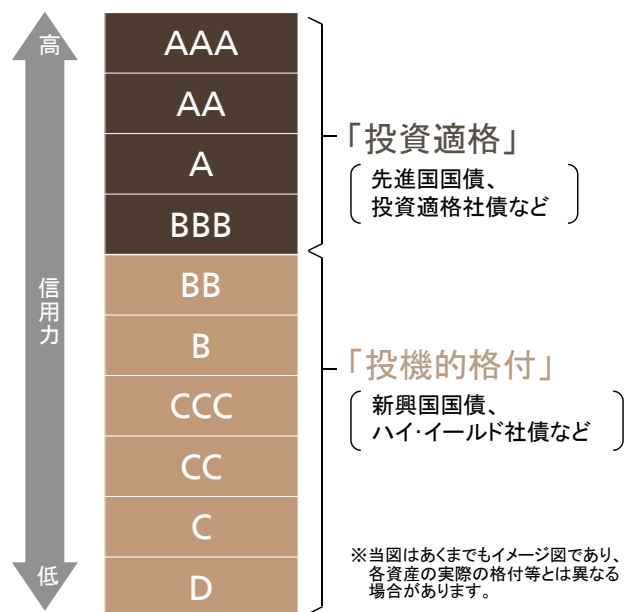 高
信用力
低
AAA
AA
A
BBB
BB
B
CCC
CC
C
D
「投資適格」
先進国国債、
投資適格社債など
「投機的格付」
新興国国債、
ハイ・イールド社債など
※当図はあくまでもイメージ図であり、
各資産の実際の格付等とは異なる
場合があります。